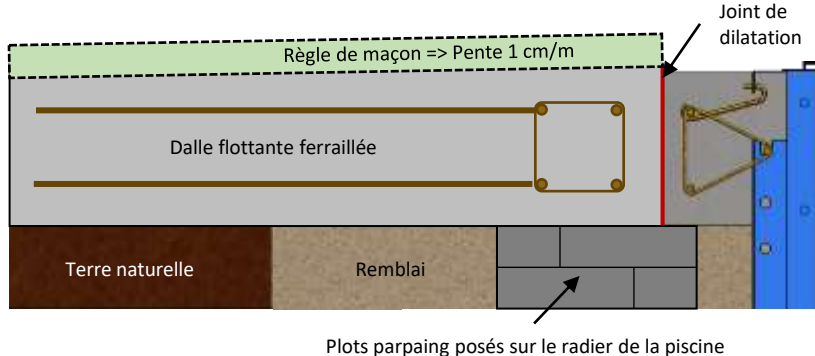 Joint de
dilatation
Règle de maçon => Pente 1 cm/m
Dalle flottante ferraillée
Terre naturelle
Remblai
Plots parpaing posés sur le radier de la piscine